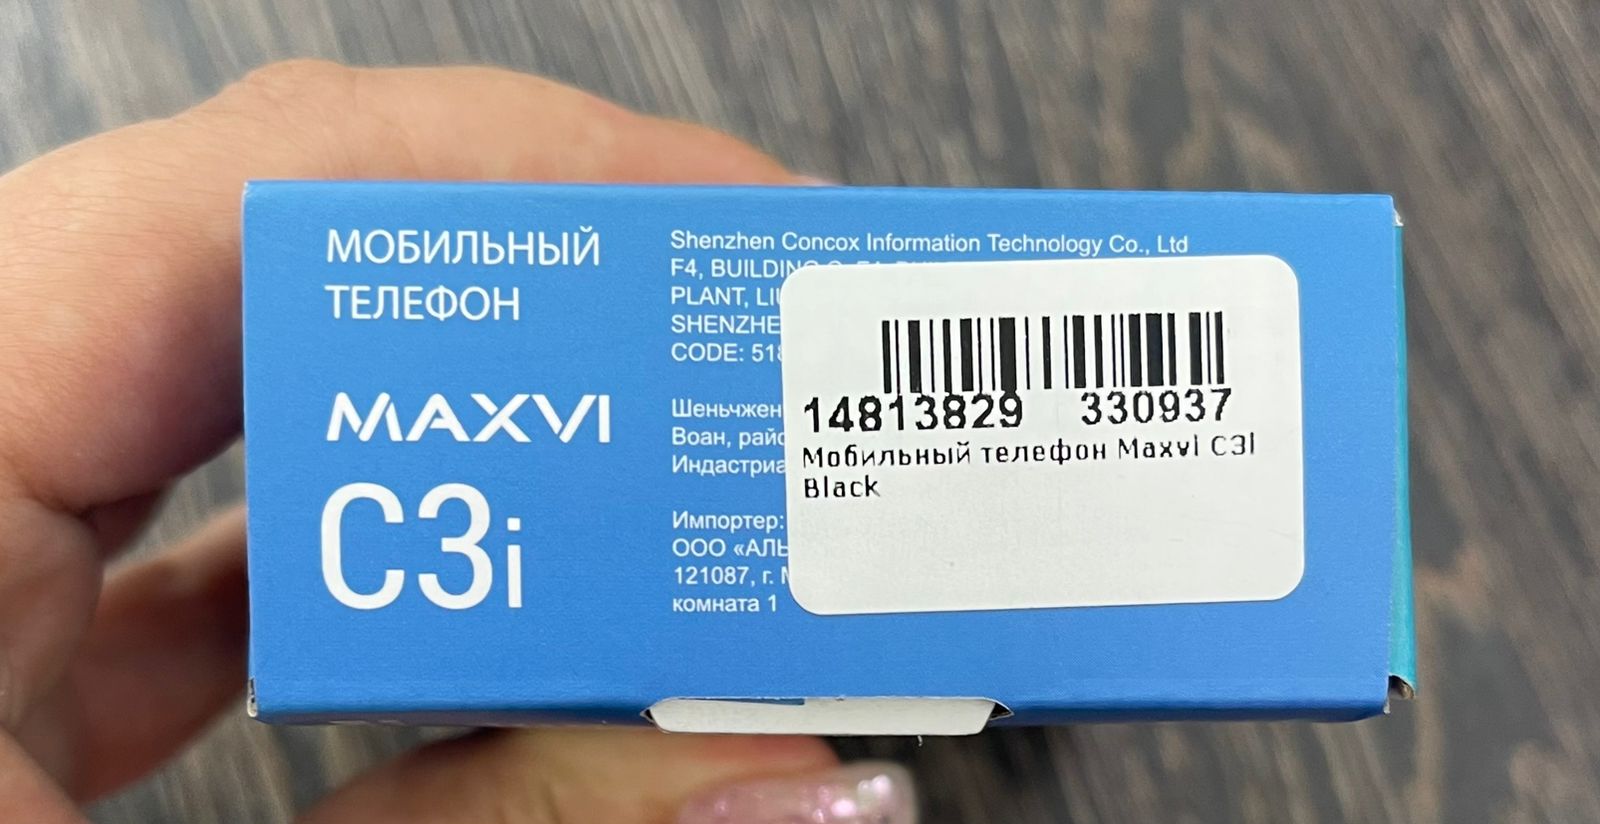 МОБИЛЬНЫЙ
ТЕЛЕФОН
MAXVI
C3i
Shenzhen Concox Information Technology Co., Ltd
F4, BUILDING
PLANT,
SHENZHE
CODE: 518
Шеньчжен
Воан, райо
Индастриа
Импортер:
ООО «АЛЬ
121087, г. М
комната 1
14813829 330937
Мобильный телефон Maxvi C3i
Black